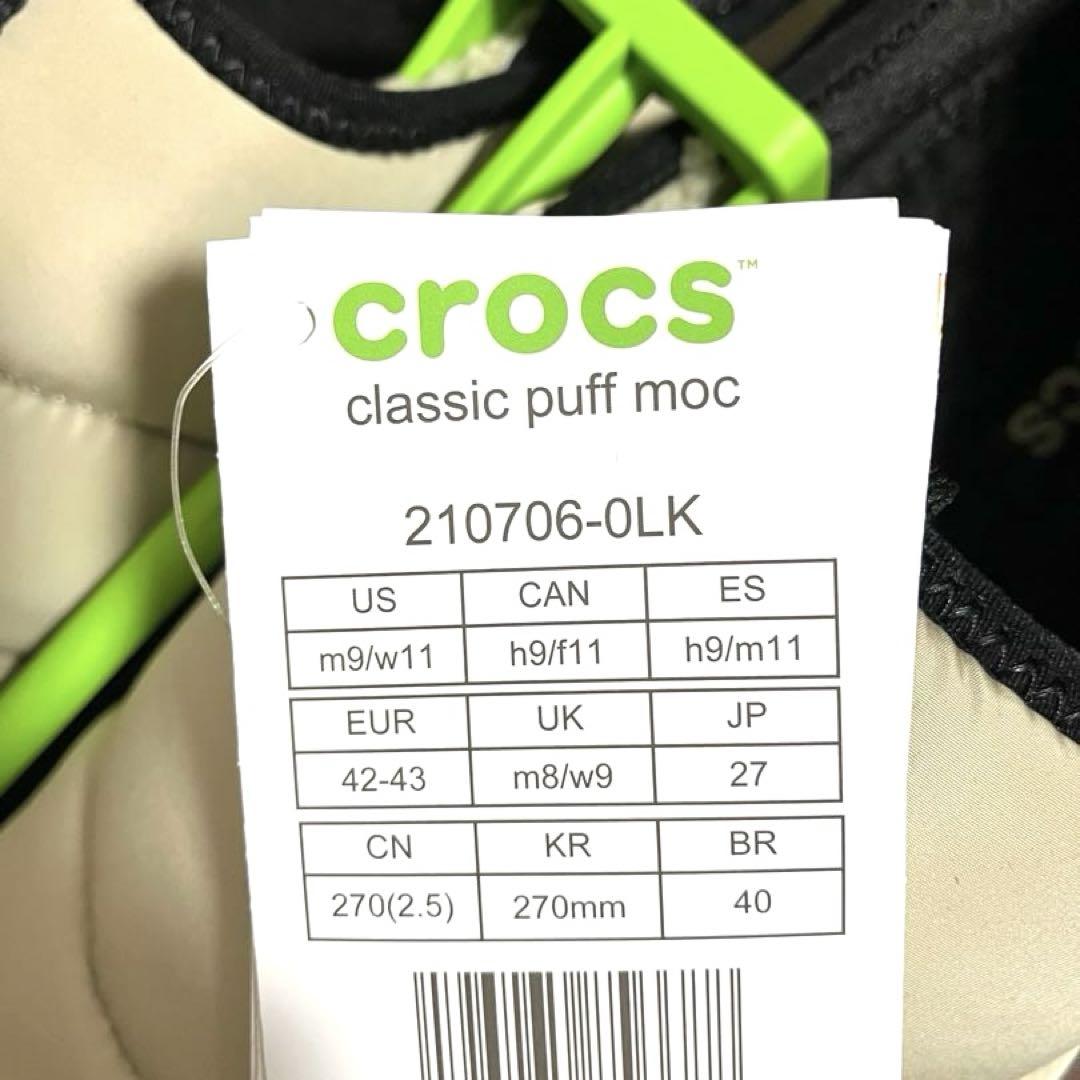 crocs™
classic puff moc
210706-0LK
US CAN ES
m9/w11 h9/f11 h9/m11
EUR UK JP
42-43 m8/w9 27
CN KR BR
270(2.5) 270mm 40
cs